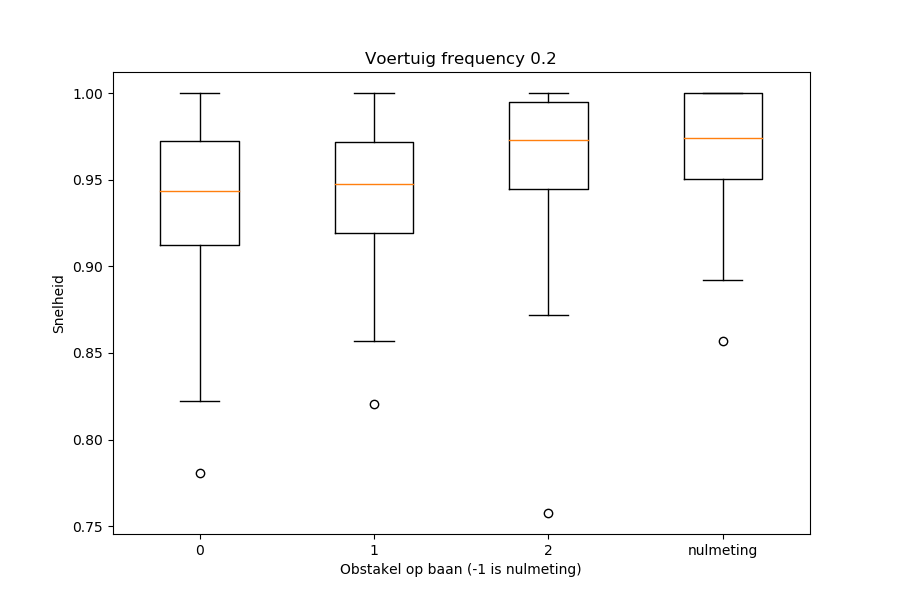 Voertuig frequency 0.2
1.00
0.95
0.90
0.85
0.80
0.75
Snelheid
0 1 2 nulmeting
Obstakel op baan (-1 is nulmeting)